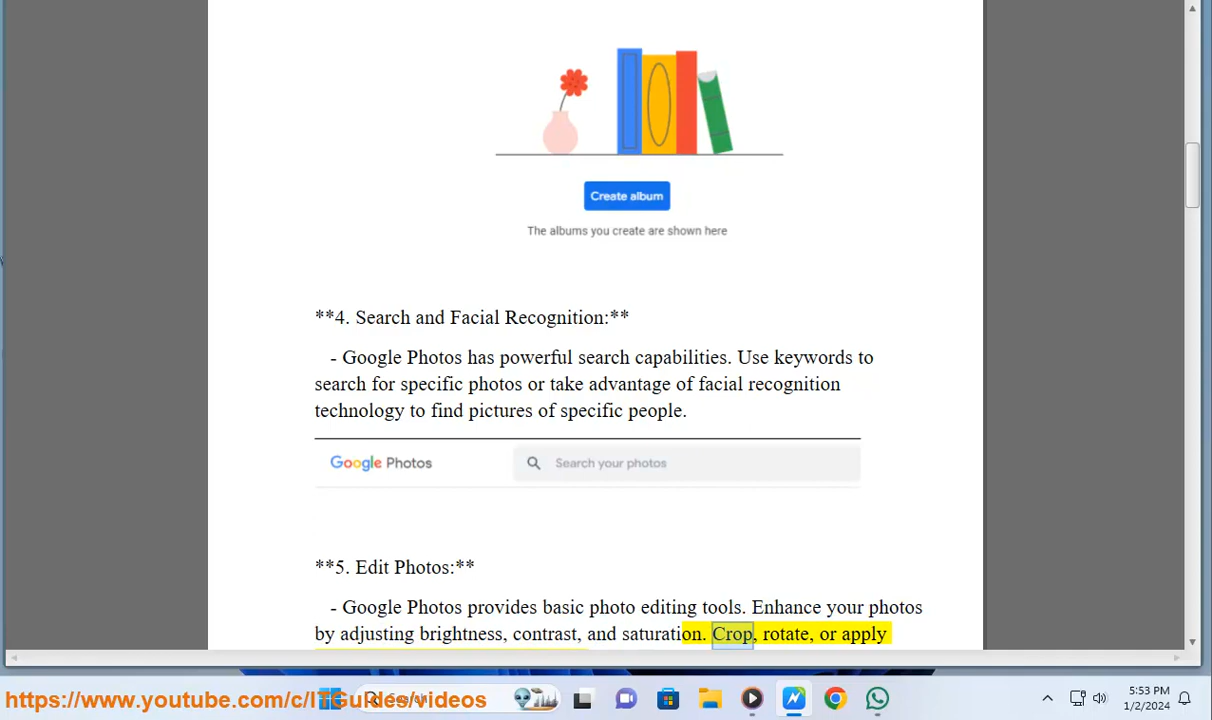 Create album
The albums you create are shown here
**4. Search and Facial Recognition:**
- Google Photos has powerful search capabilities. Use keywords to
search for specific photos or take advantage of facial recognition
technology to find pictures of specific people.
Google Photos Search your photos
**5. Edit Photos:**
- Google Photos provides basic photo editing tools. Enhance your photos
by adjusting brightness, contrast, and saturation. Crop, rotate, or apply
https://www.youtube.com/c/ITGuides/videos
5:53 PM
1/2/2024